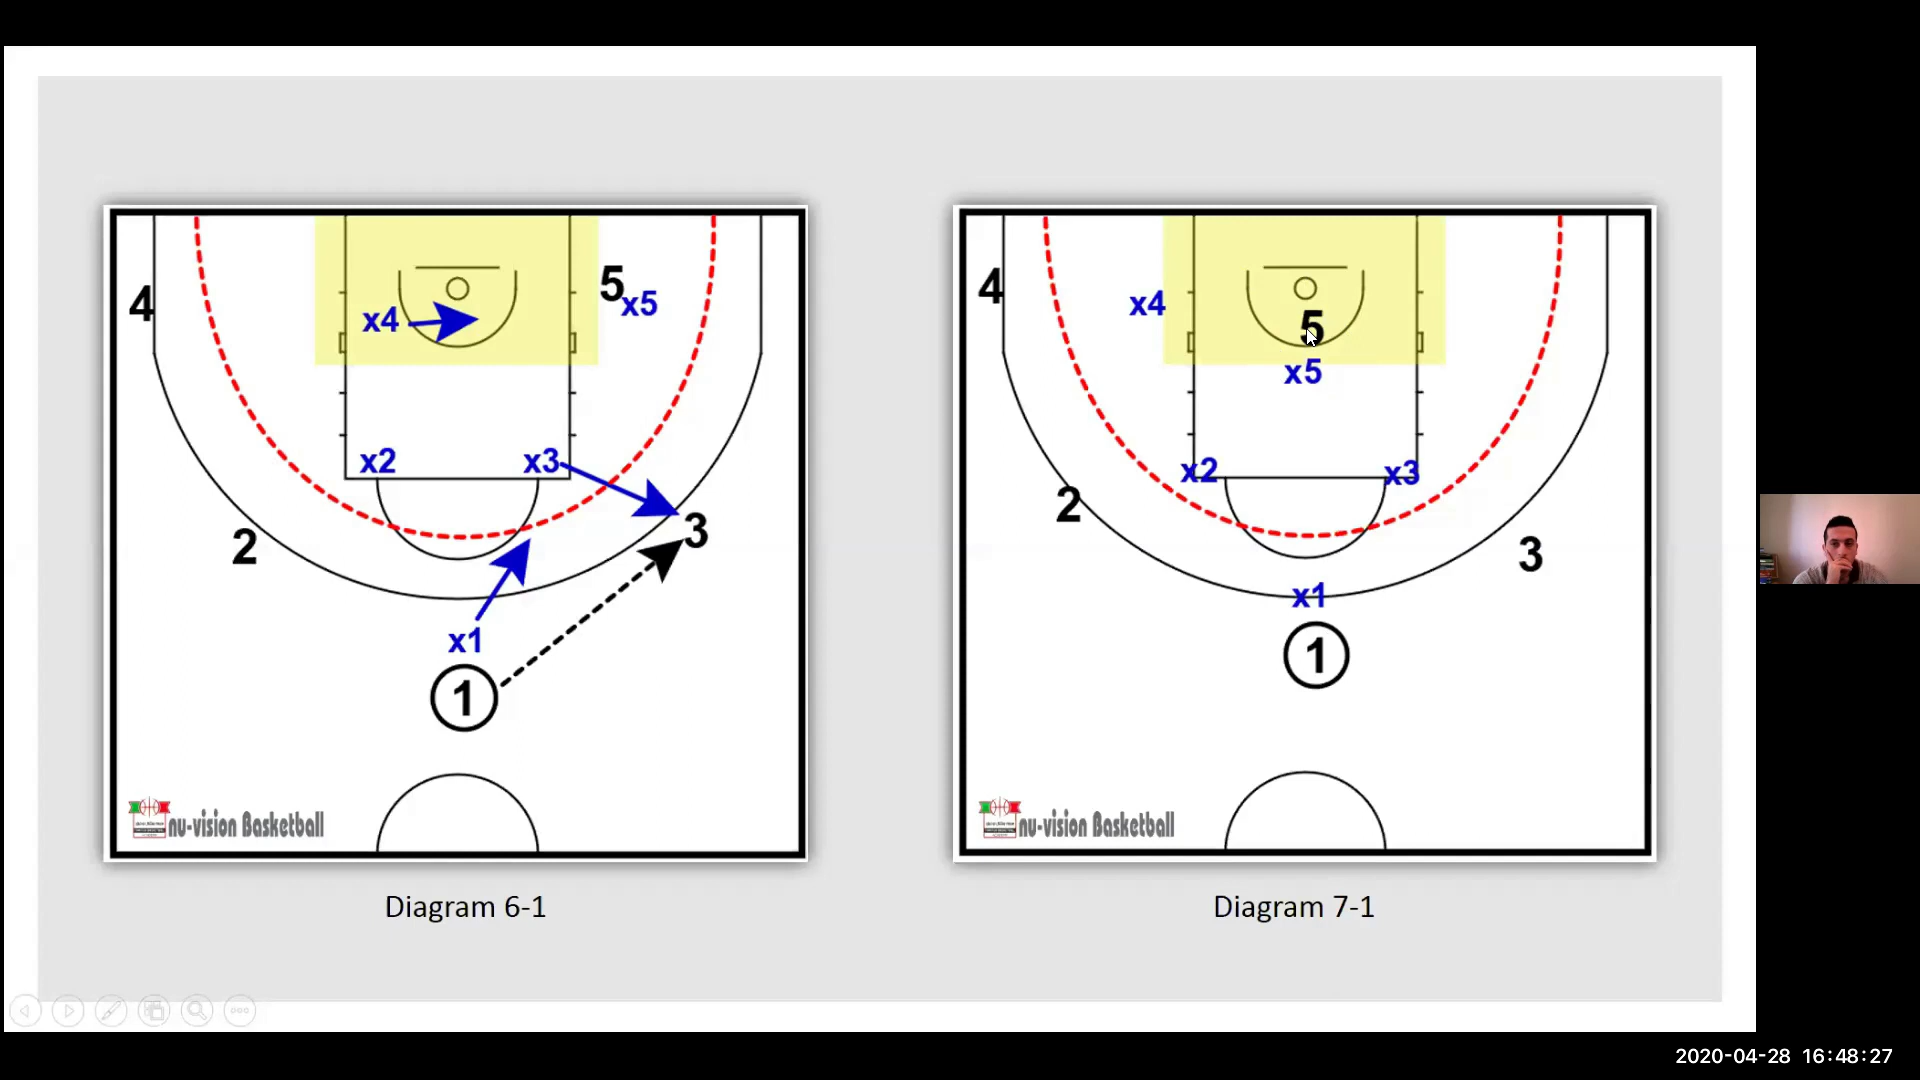 4
5
x5
x4
x2
x3
2
3
x1
1
nu-vision Basketball
Diagram 6-1
4
x4
5
x5
x2
x3
2
3
x1
1
nu-vision Basketball
Diagram 7-1
2020-04-28 16:48:27